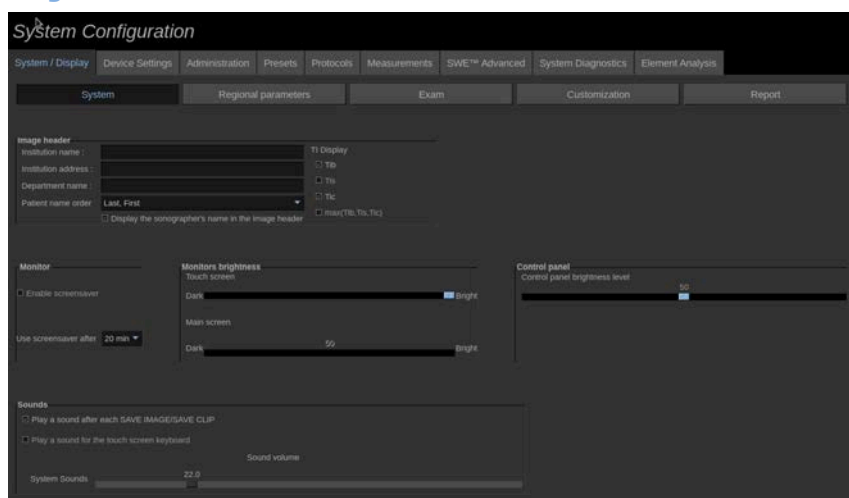 System Configuration
System / Display Device Settings Administration Presets Protocols Measurements SWE™ Advanced System Diagnostics Element Analysis
System Regional parameters Exam Customization Report
Image header
Institution name :
TI Display
Institution address :
TIb
Department name :
TIs
Patient name order Last, First
TIc
Display the sonographer's name in the image header
max(TIb,TIs,TIc)
Monitor
Monitors brightness
Control panel
Touch screen
Control panel brightness level
Enable screensaver
Dark Bright
50
Main screen
Use screensaver after 20 min
Dark 50 Bright
Sounds
Play a sound after each SAVE IMAGE/SAVE CLIP
Play a sound for the touch screen keyboard
Sound volume
System Sounds 22.0